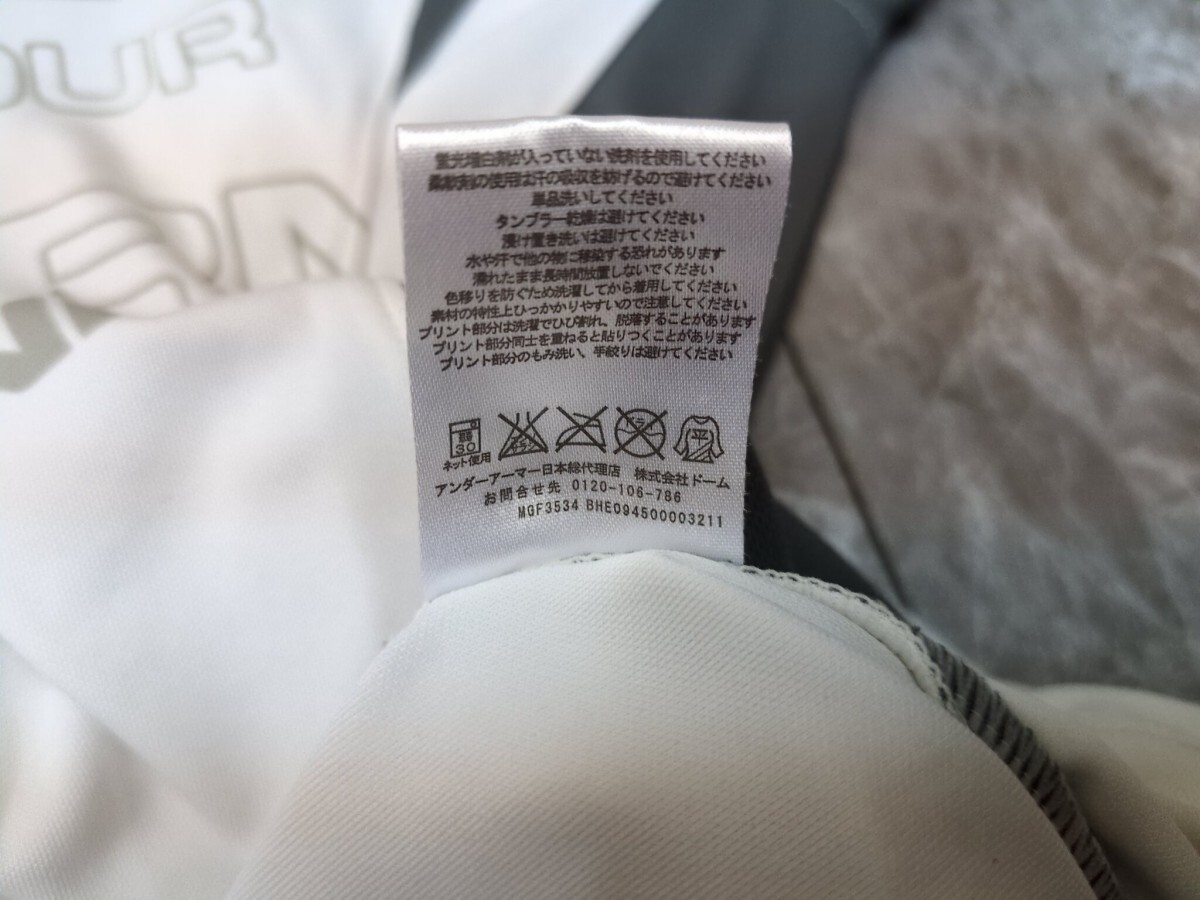 OUR
蛍光増白剤が入っていない洗剤を使用してください
柔軟剤の使用は汗の吸収を妨げるので避けてください
単品洗いしてください
タンブラー乾燥は避けてください
浸け置き洗いは避けてください
水や汗で他の物に移染する恐れがあります
濡れたまま長時間放置しないでください
色移りを防ぐため洗濯してから着用してください
素材の特性上ひっかかりやすいので注意してください
プリント部分は洗濯でひび割れ、脱落することがあります
プリント部分同士を重ねると貼りつくことがあります
プリント部分のもみ洗い、手絞りは避けてください
弱
30
ネット使用
エンソ
サラシ
ドライ
平
アンダーアーマー日本総代理店 株式会社ドーム
お問合せ先 0120-106-786
MGF3534 BHE094500003211